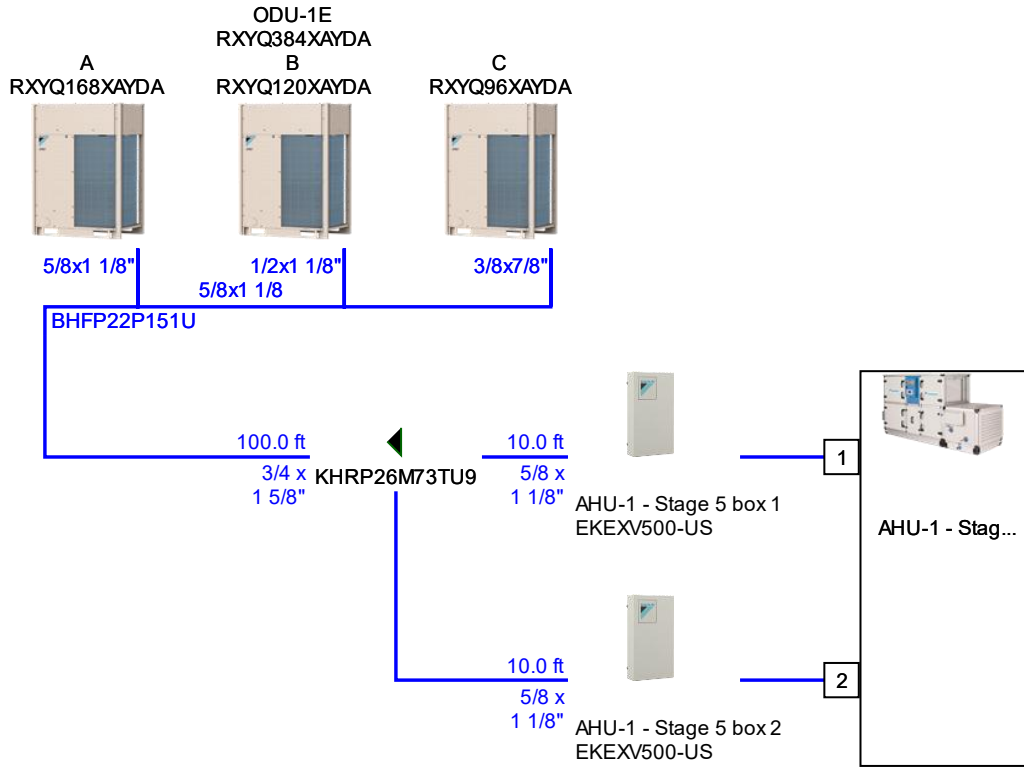 ODU-1E
RXYQ384XAYDA
A
B
C
RXYQ168XAYDA
RXYQ120XAYDA
RXYQ96XAYDA
5/8x1 1/8"
1/2x1 1/8"
3/8x7/8"
5/8x1 1/8
BHFP22P151U
100.0 ft
3/4 x
1 5/8"
KHRP26M73TU9
10.0 ft
5/8 x
1 1/8"
AHU-1 - Stage 5 box 1
EKEXV500-US
1
AHU-1 - Stag...
10.0 ft
5/8 x
1 1/8"
AHU-1 - Stage 5 box 2
EKEXV500-US
2